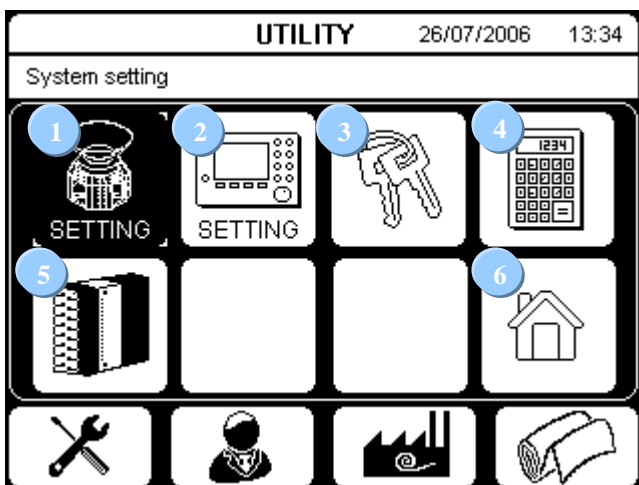 UTILITY 26/07/2006 13:34
System setting
1 2 3 4
1234
SETTING SETTING
5 6